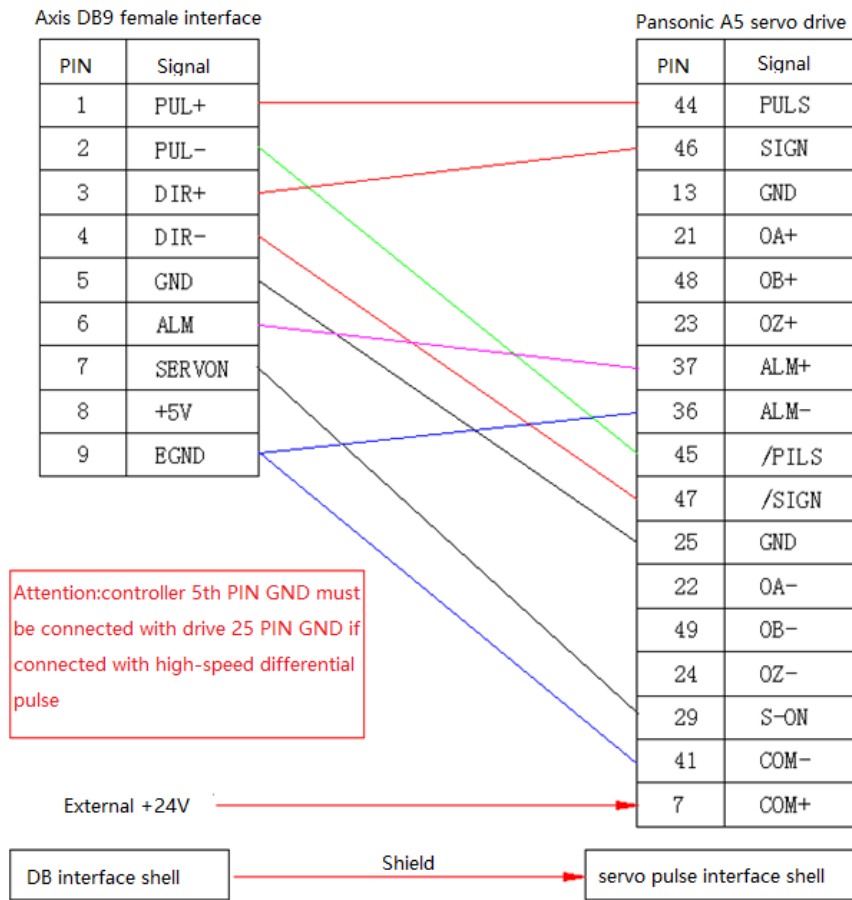 Axis DB9 female interface
Pansonic A5 servo drive
PIN Signal
1 PUL+
2 PUL-
3 DIR+
4 DIR-
5 GND
6 ALM
7 SERVON
8 +5V
9 EGND
PIN Signal
44 PULS
46 SIGN
13 GND
21 OA+
48 OB+
23 OZ+
37 ALM+
36 ALM-
45 /PILS
47 /SIGN
25 GND
22 OA-
49 OB-
24 OZ-
29 S-ON
41 COM-
7 COM+
Attention:controller 5th PIN GND must
be connected with drive 25 PIN GND if
connected with high-speed differential
pulse
External +24V
DB interface shell
Shield
servo pulse interface shell